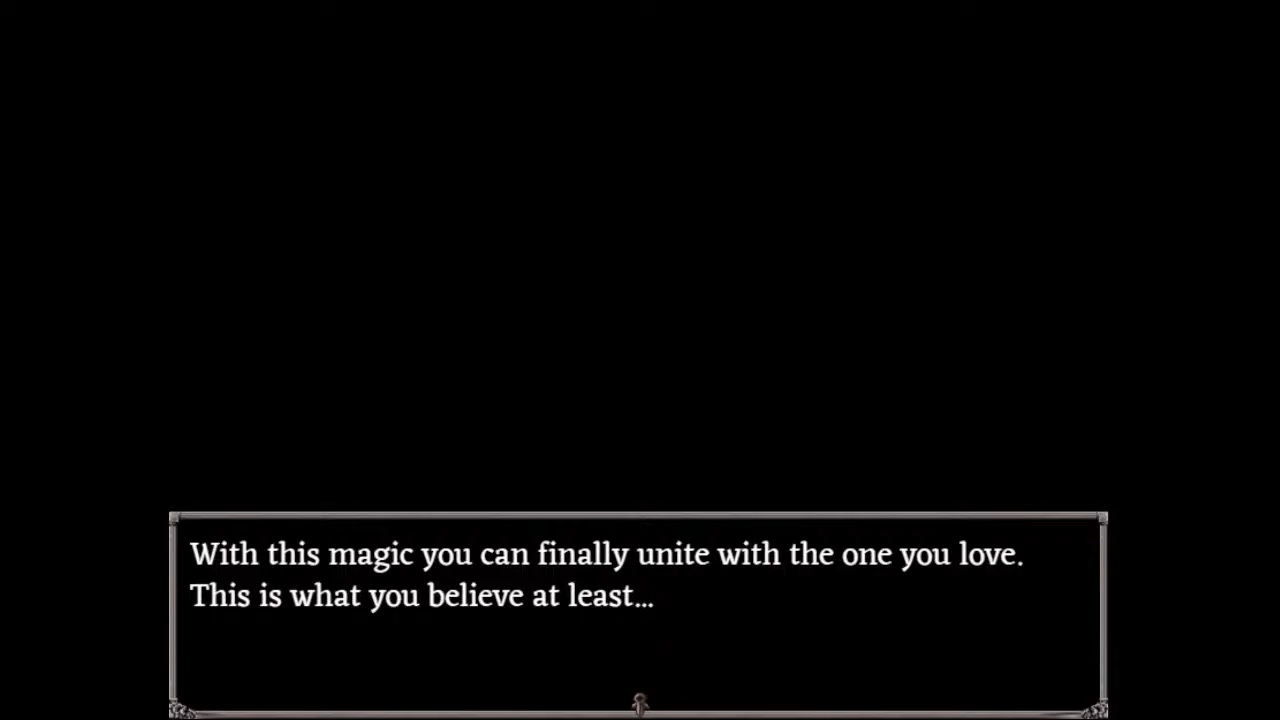 With this magic you can finally unite with the one you love.
This is what you believe at least...